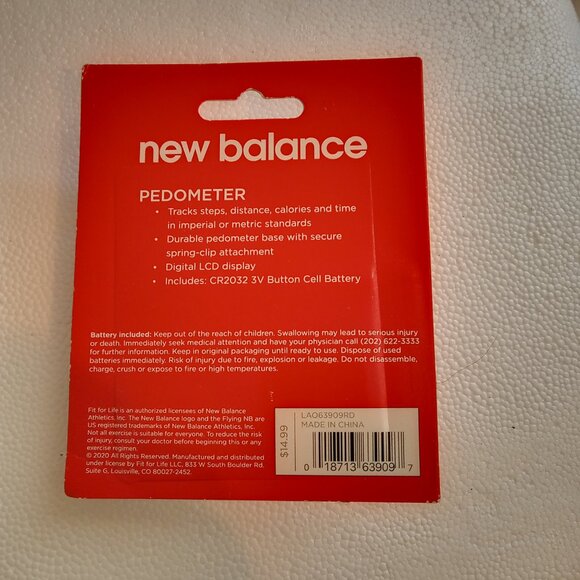 new balance
PEDOMETER
• Tracks steps, distance, calories and time
in imperial or metric standards
• Durable pedometer base with secure
spring-clip attachment
• Digital LCD display
• Includes: CR2032 3V Button Cell Battery
Battery included: Keep out of the reach of children. Swallowing may lead to serious injury
or death. Immediately seek medical attention and have your physician call (202) 622-3333
for further information. Keep in original packaging until ready to use. Dispose of used
batteries immediately. Risk of injury due to fire, explosion or leakage. Do not disassemble,
charge, crush or expose to fire or high temperatures.
Fit for Life is an authorized licensees of New Balance
Athletics, Inc. The New Balance logo and the Flying NB are
US registered trademarks of New Balance Athletics, Inc.
Not all exercise is suitable for everyone. To reduce the risk
of injury, consult your doctor before beginning this or any
exercise regimen.
© 2020 All Rights Reserved. Manufactured and distributed
under license by Fit for Life LLC, 833 W South Boulder Rd.
Suite G, Louisville, CO 80027-2452.
LAO63909RD
MADE IN CHINA
$14.99
0 18713 63909 7